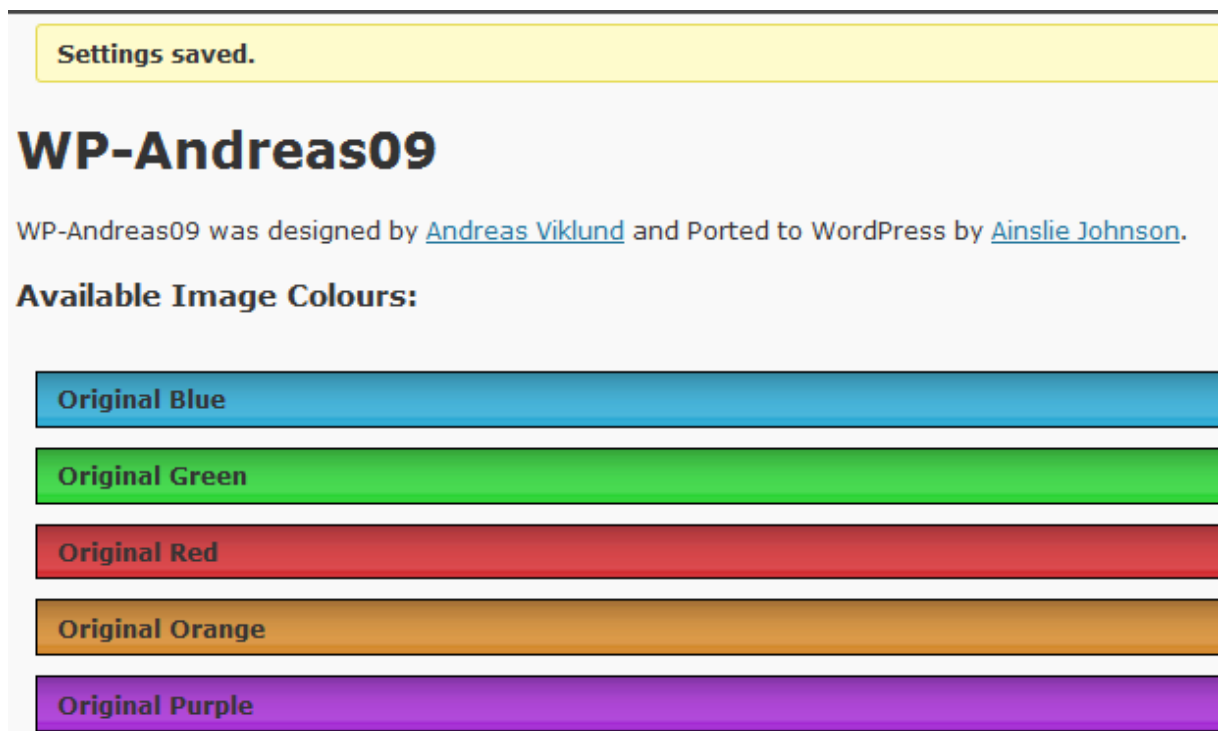 Settings saved.
WP-Andreas09
WP-Andreas09 was designed by Andreas Viklund and Ported to WordPress by Ainslie Johnson.
Available Image Colours:
Original Blue
Original Green
Original Red
Original Orange
Original Purple